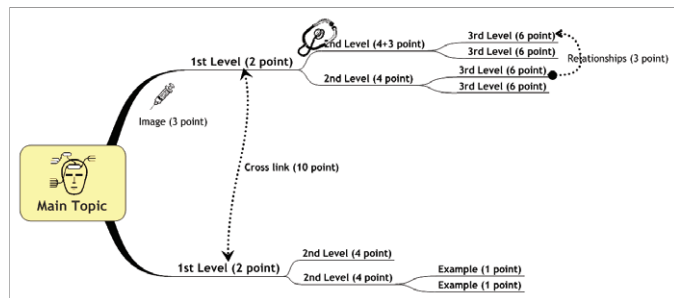 2nd Level (4+3 point)
3rd Level (6 point)
3rd Level (6 point)
Relationships (3 point)
1st Level (2 point)
2nd Level (4 point)
3rd Level (6 point)
3rd Level (6 point)
Image (3 point)
Cross link (10 point)
Main Topic
1st Level (2 point)
2nd Level (4 point)
2nd Level (4 point)
Example (1 point)
Example (1 point)